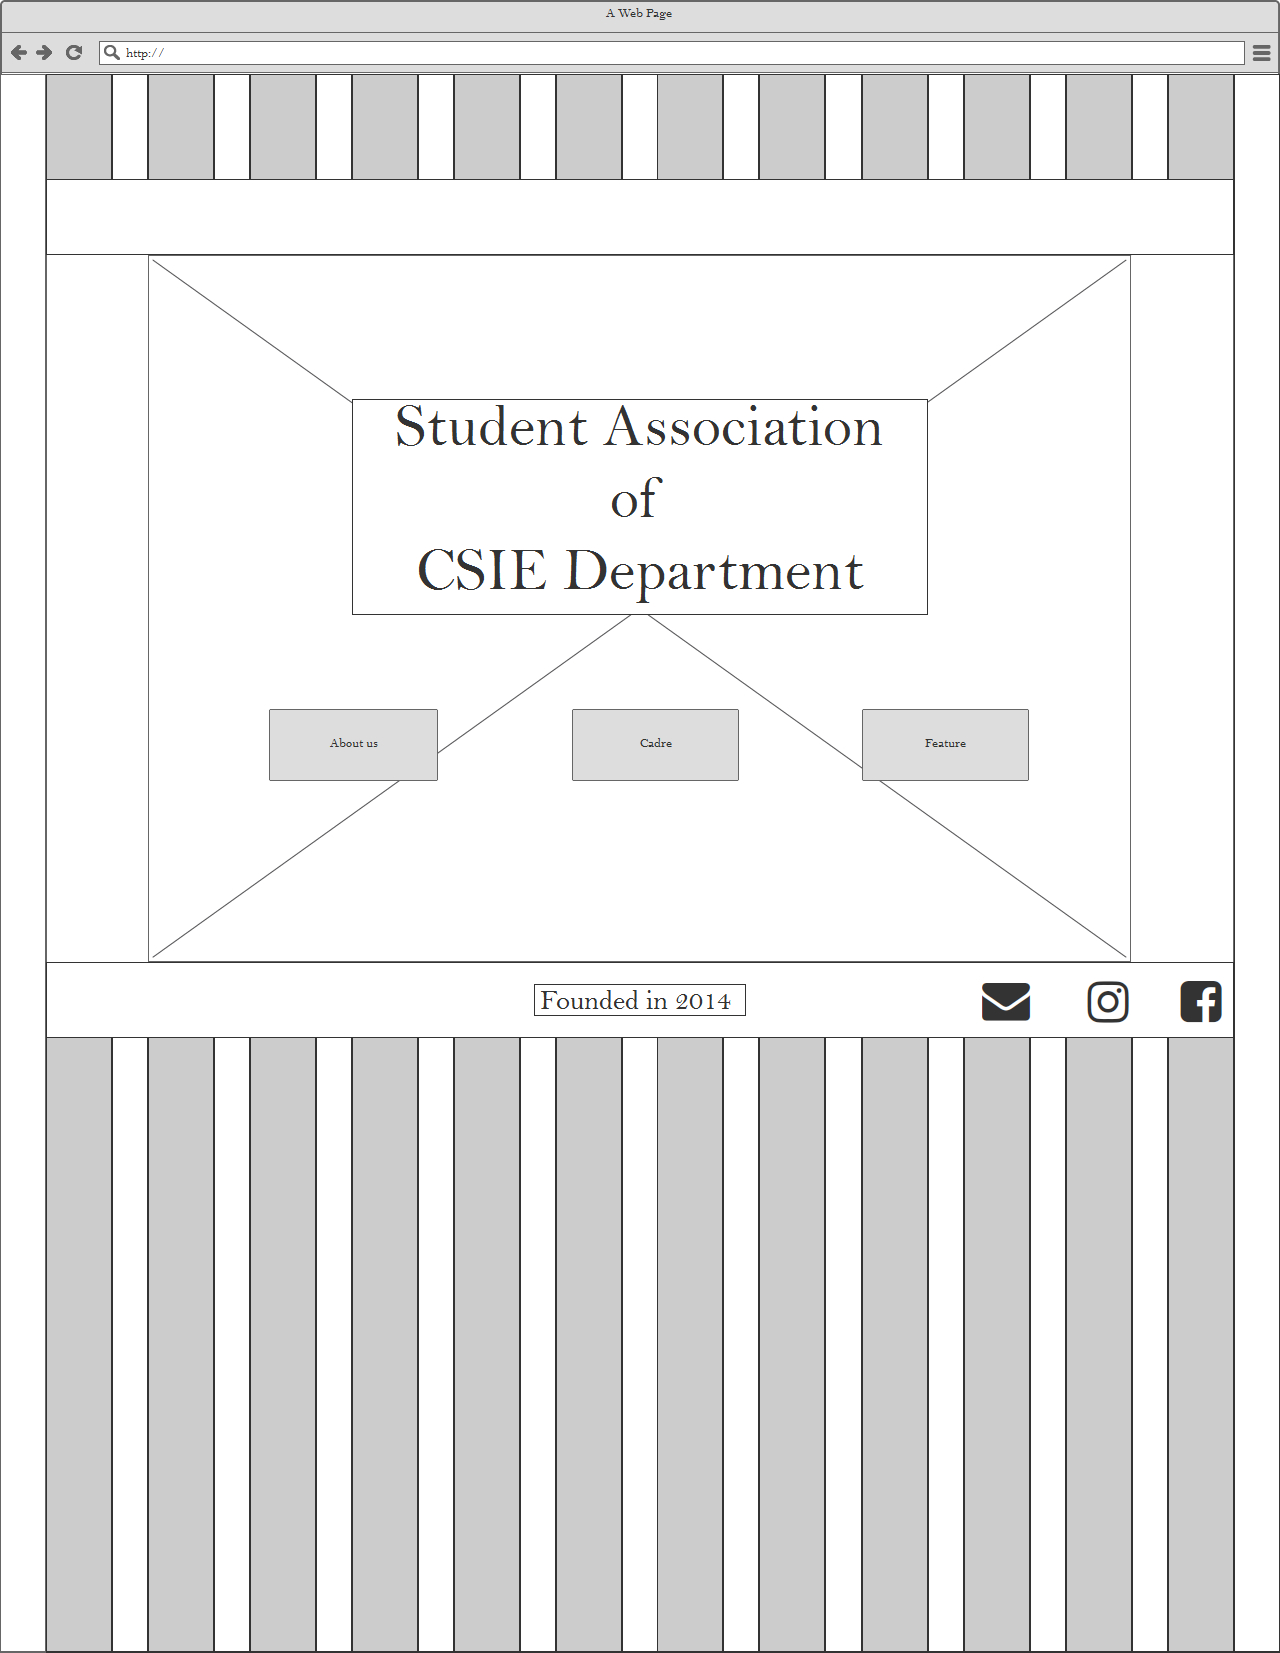 A Web Page
http://
Student Association
of
CSIE Department
About us
Cadre
Feature
Founded in 2014